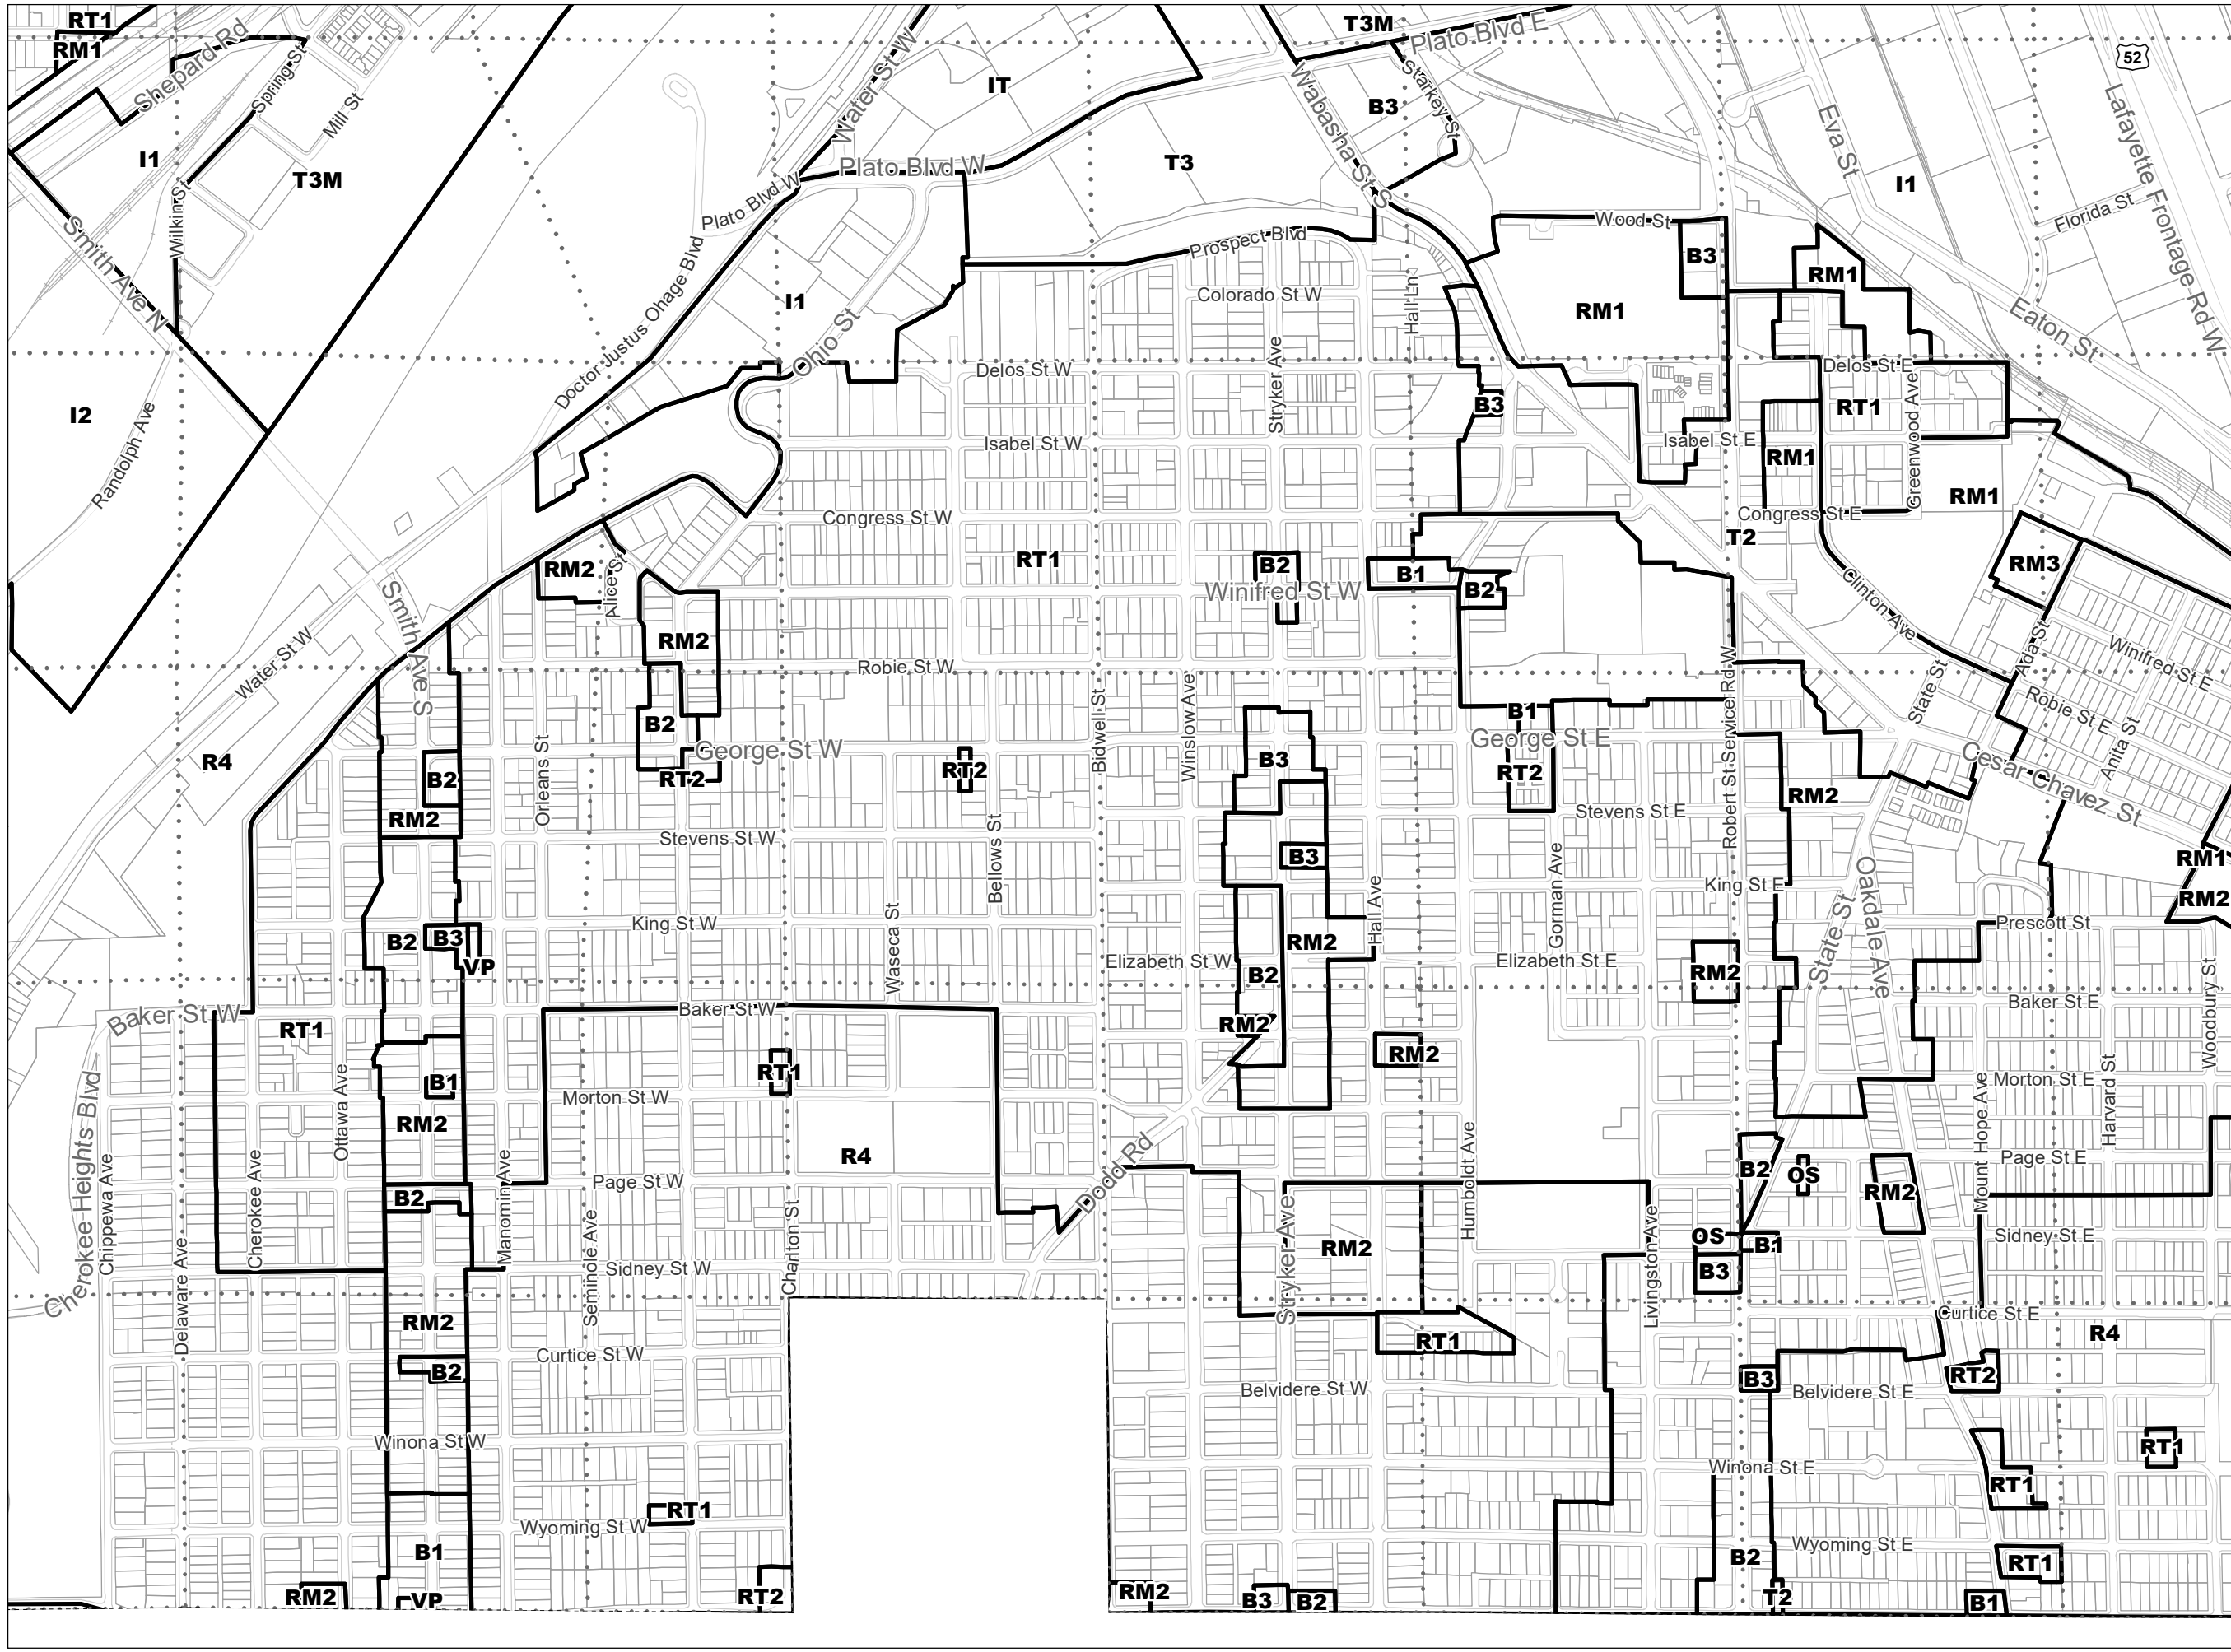 RT1
T3M
Plato Blvd E
RM1
Shepard Rd
Spring St
Mill St
Water St W
IT
Wabasha St S
B3
Starkey St
52
Lafayette Frontage Rd W
Eva St
I1
T3M
Plato Blvd W
T3
I1
Wilkin St
Smith Ave N
Plato Blvd W
Florida St
Wood St
Prospect Blvd
B3
RM1
Doctor Justus Ohage Blvd
I1
Ohio St
Colorado St W
Hall Ln
RM1
Eaton St
Stryker Ave
Delos St W
Delos St E
I2
Randolph Ave
B3
RT1
Greenwood Ave
Isabel St W
Isabel St E
RM1
RM1
Congress St W
Congress St E
T2
RT1
RM2
Alice St
B2
B1
B2
RM3
Winifred St W
Clinton Ave
Smith Ave S
RM2
Water St W
Robie St W
Ada St
Winifred St E
Robert St Service Rd W
State St
Robie St E
Bidwell St
Winslow Ave
B2
B1
Anita St
George St W
George St E
R4
B2
Orleans St
RT2
RT2
B3
RT2
Cesar Chavez St
RM2
RM2
Stevens St W
Stevens St E
Bellows St
B3
RM1
King St E
Gorman Ave
Oakdale Ave
RM2
King St W
Waseca St
Hall Ave
State St
Prescott St
B2
B3
VP
RM2
Elizabeth St W
B2
Elizabeth St E
RM2
Woodbury St
Baker St W
Baker St W
Baker St E
RT1
RM2
RM2
Cherokee Heights Blvd
Ottawa Ave
B1
RT1
Morton St W
Morton St E
Mount Hope Ave
Harvard St
RM2
R4
Dodd Rd
Humboldt Ave
Page St E
Chippewa Ave
Cherokee Ave
Manomin Ave
B2
OS
RM2
B2
Page St W
Charlton St
Stryker Ave
Delaware Ave
Seminole Ave
Livingston Ave
OS
B1
Sidney St E
RM2
Sidney St W
B3
RM2
Curtice St E
RT1
R4
Curtice St W
B2
B3
RT2
Belvidere St W
Belvidere St E
Winona St W
RT1
Winona St E
RT1
RT1
Wyoming St W
Wyoming St E
B1
B2
RT1
RM2
VP
RT2
RM2
B3
B2
T2
B1